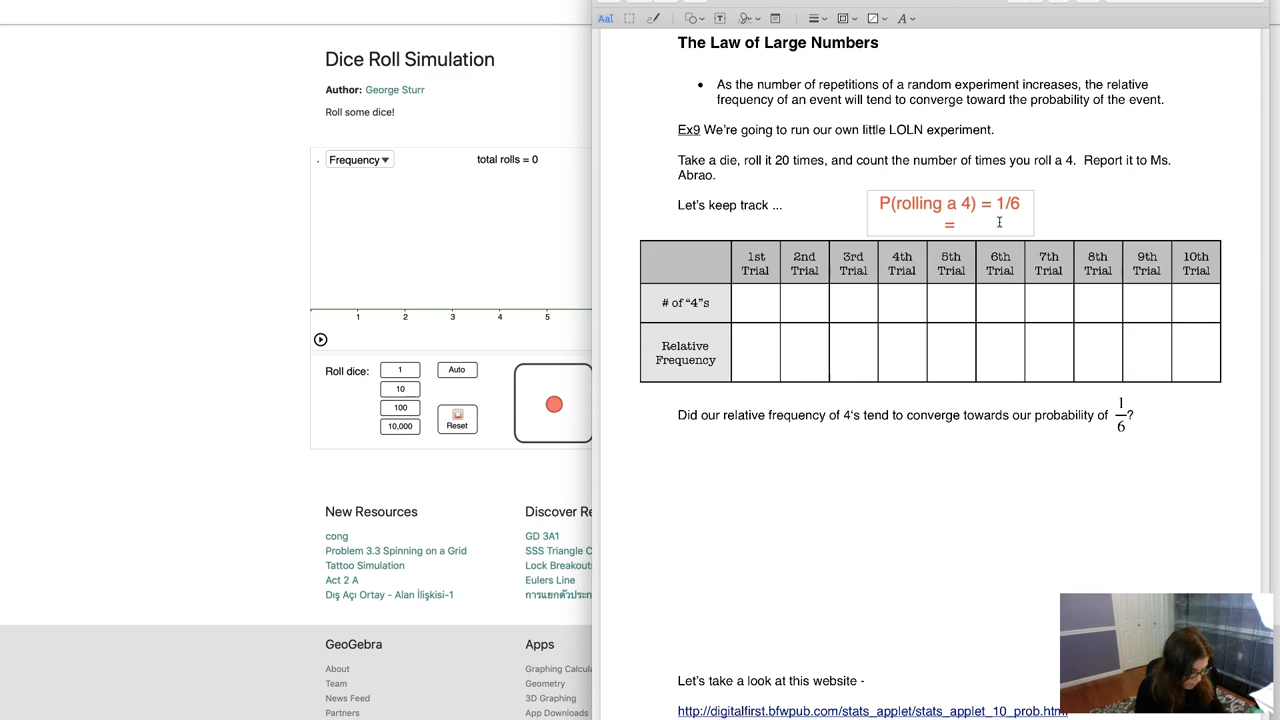 Dice Roll Simulation
Author: George Sturr
Roll some dice!
Frequency
total rolls = 0
1 2 3 4 5
Roll dice:
1
10
100
10,000
Auto
Reset
New Resources
cong
Problem 3.3 Spinning on a Grid
Tattoo Simulation
Act 2 A
Dış Açı Ortay - Alan İlişkisi-1
Discover Re
GD 3A1
SSS Triangle C
Lock Breakout
Eulers Line
GeoGebra
About
Team
News Feed
Partners
Apps
Graphing Calcul
Geometry
3D Graphing
App Downloads
AaI
A
The Law of Large Numbers
• As the number of repetitions of a random experiment increases, the relative
frequency of an event will tend to converge toward the probability of the event.
Ex9 We're going to run our own little LOLN experiment.
Take a die, roll it 20 times, and count the number of times you roll a 4. Report it to Ms.
Abrao.
Let's keep track ...
P(rolling a 4) = 1/6
=
1st Trial 2nd Trial 3rd Trial 4th Trial 5th Trial 6th Trial 7th Trial 8th Trial 9th Trial 10th Trial
# of "4"s
Relative
Frequency
Did our relative frequency of 4's tend to converge towards our probability of 1/6?
Let's take a look at this website -
http://digitalfirst.bfwpub.com/stats_applet/stats_applet_10_prob.html